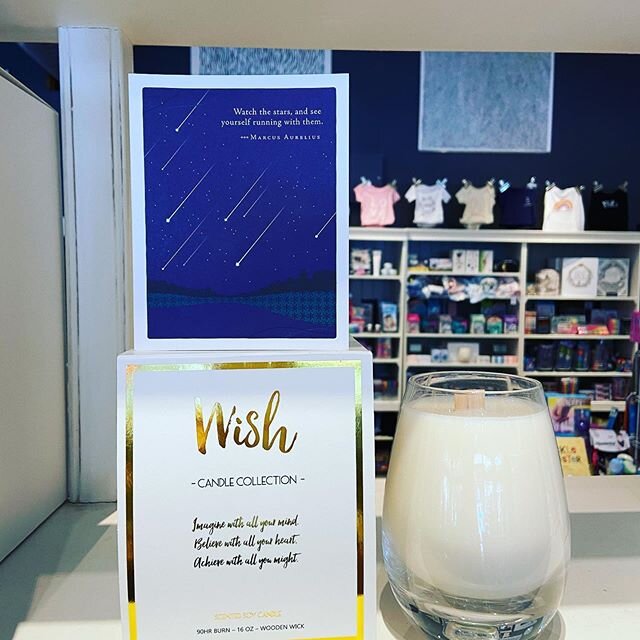 Watch the stars, and see
yourself running with them.
MARCUS AURELIUS
Wish
- CANDLE COLLECTION -
Imagine with all your mind.
Believe with all your heart.
Achieve with all you might.
SCENTED SOY CANDLE
90HR BURN – 16 OZ – WOODEN WICK